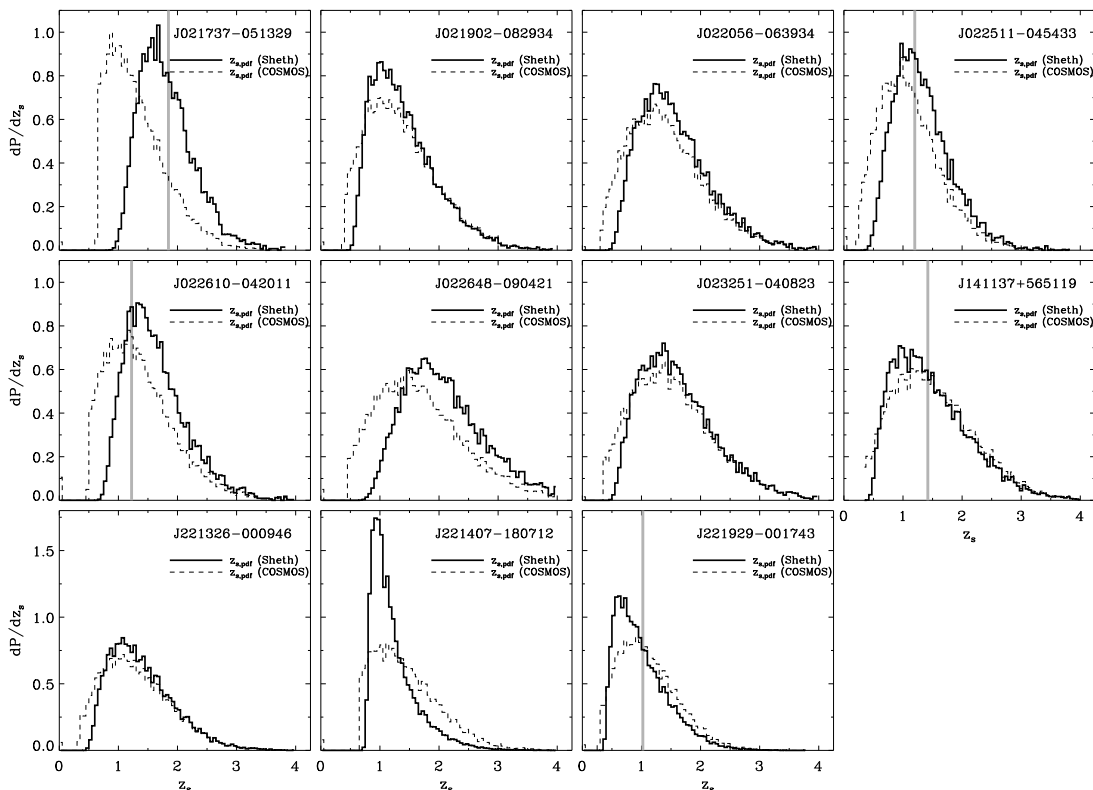 J021737−051329
z_s,pdf (Sheth)
z_s,pdf (COSMOS)
J021902−082934
z_s,pdf (Sheth)
z_s,pdf (COSMOS)
J022056−063934
z_s,pdf (Sheth)
z_s,pdf (COSMOS)
J022511−045433
z_s,pdf (Sheth)
z_s,pdf (COSMOS)
dP/dz_s
1.0
0.8
0.6
0.4
0.2
0.0
J022610−042011
z_s,pdf (Sheth)
z_s,pdf (COSMOS)
J022648−090421
z_s,pdf (Sheth)
z_s,pdf (COSMOS)
J023251−040823
z_s,pdf (Sheth)
z_s,pdf (COSMOS)
J141137+565119
z_s,pdf (Sheth)
z_s,pdf (COSMOS)
dP/dz_s
1.0
0.8
0.6
0.4
0.2
0.0
0 1 2 3 4
z_s
J221326−000946
z_s,pdf (Sheth)
z_s,pdf (COSMOS)
J221407−180712
z_s,pdf (Sheth)
z_s,pdf (COSMOS)
J221929−001743
z_s,pdf (Sheth)
z_s,pdf (COSMOS)
dP/dz_s
1.5
1.0
0.5
0.0
0 1 2 3 4
0 1 2 3 4
0 1 2 3 4
z_s
z_s
z_s